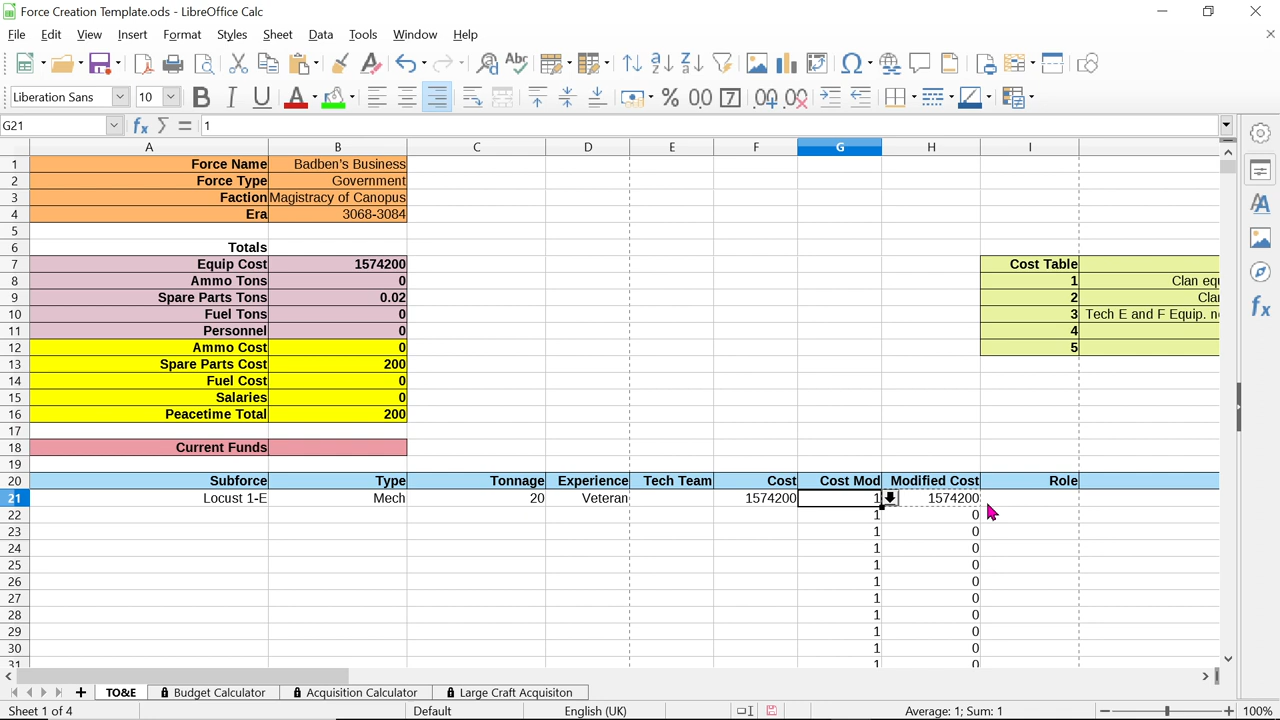 Force Creation Template.ods - LibreOffice Calc
File Edit View Insert Format Styles Sheet Data Tools Window Help
Liberation Sans 10
G21 1
A B C D E F G H I
1 Force Name Badben's Business
2 Force Type Government
3 Faction Magistracy of Canopus
4 Era 3068-3084
5
6 Totals
7 Equip Cost 1574200 Cost Table
8 Ammo Tons 0 1 Clan equ
9 Spare Parts Tons 0.02 2 Cla
10 Fuel Tons 0 3 Tech E and F Equip. n
11 Personnel 0 4
12 Ammo Cost 0 5
13 Spare Parts Cost 200
14 Fuel Cost 0
15 Salaries 0
16 Peacetime Total 200
17
18 Current Funds
19
20 Subforce Type Tonnage Experience Tech Team Cost Cost Mod Modified Cost Role
21 Locust 1-E Mech 20 Veteran 1574200 1 1574200
22 1 0
23 1 0
24 1 0
25 1 0
26 1 0
27 1 0
28 1 0
29 1 0
30 1 0
31 1 0
TO&E Budget Calculator Acquisition Calculator Large Craft Acquisiton
Sheet 1 of 4 Default English (UK) Average: 1; Sum: 1 100%